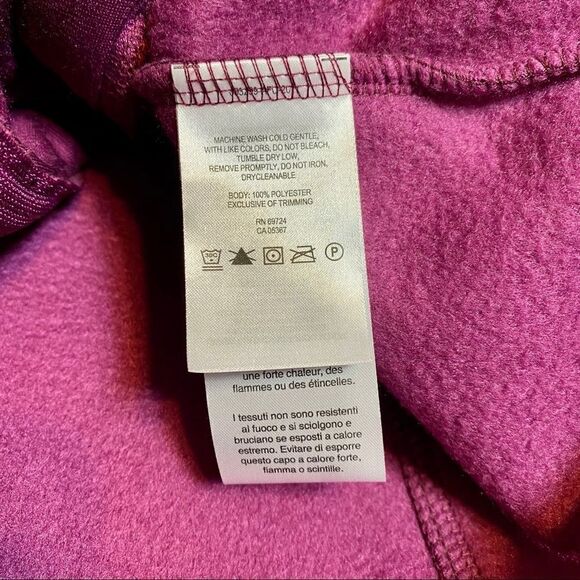 MACHINE WASH COLD GENTLE,
WITH LIKE COLORS, DO NOT BLEACH,
TUMBLE DRY LOW,
REMOVE PROMPTLY, DO NOT IRON,
DRYCLEANABLE
BODY: 100% POLYESTER
EXCLUSIVE OF TRIMMING
RN 69724
CA 05367
30C
P
une forte chaleur, des
flammes ou des étincelles.
I tessuti non sono resistenti
al fuoco e si sciolgono e
bruciano se esposti a calore
estremo. Evitare di esporre
questo capo a calore forte,
fiamma o scintille.